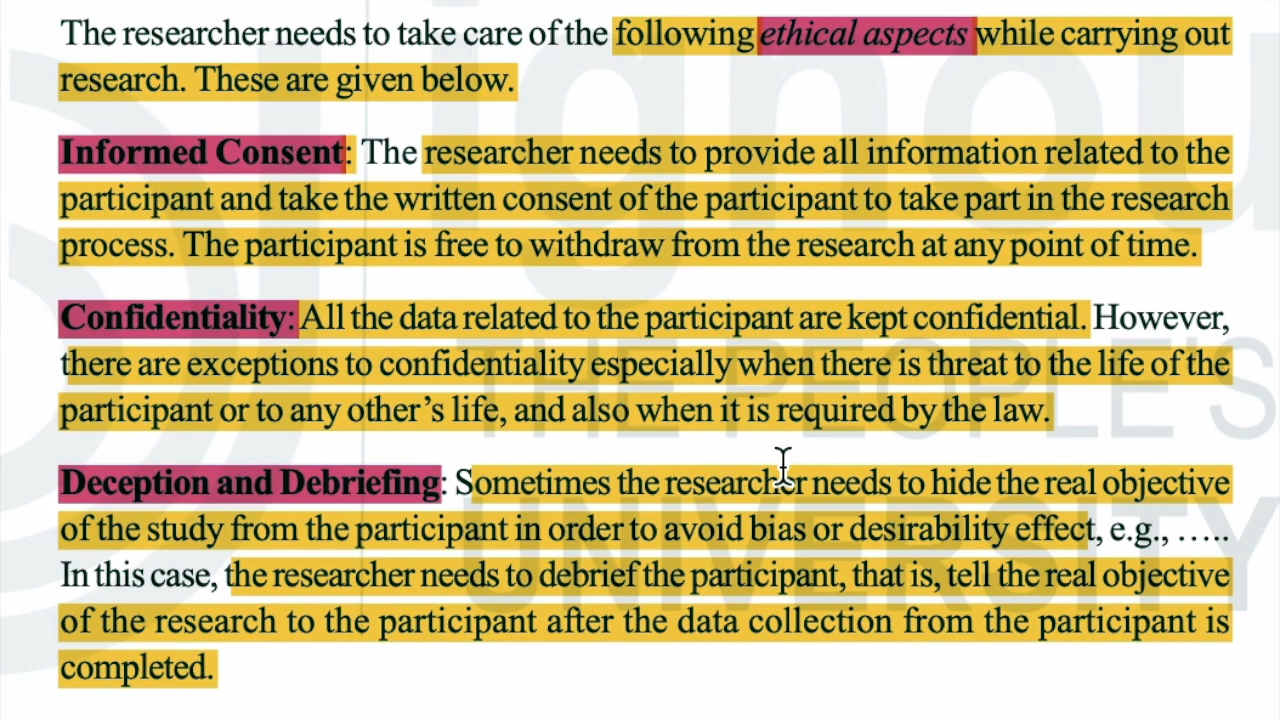 The researcher needs to take care of the following ethical aspects while carrying out
research. These are given below.
Informed Consent: The researcher needs to provide all information related to the
participant and take the written consent of the participant to take part in the research
process. The participant is free to withdraw from the research at any point of time.
Confidentiality: All the data related to the participant are kept confidential. However,
there are exceptions to confidentiality especially when there is threat to the life of the
participant or to any other’s life, and also when it is required by the law.
Deception and Debriefing: Sometimes the researcher needs to hide the real objective
of the study from the participant in order to avoid bias or desirability effect, e.g., …..
In this case, the researcher needs to debrief the participant, that is, tell the real objective
of the research to the participant after the data collection from the participant is
completed.
ignou
THE PEOPLE'S
UNIVERSITY